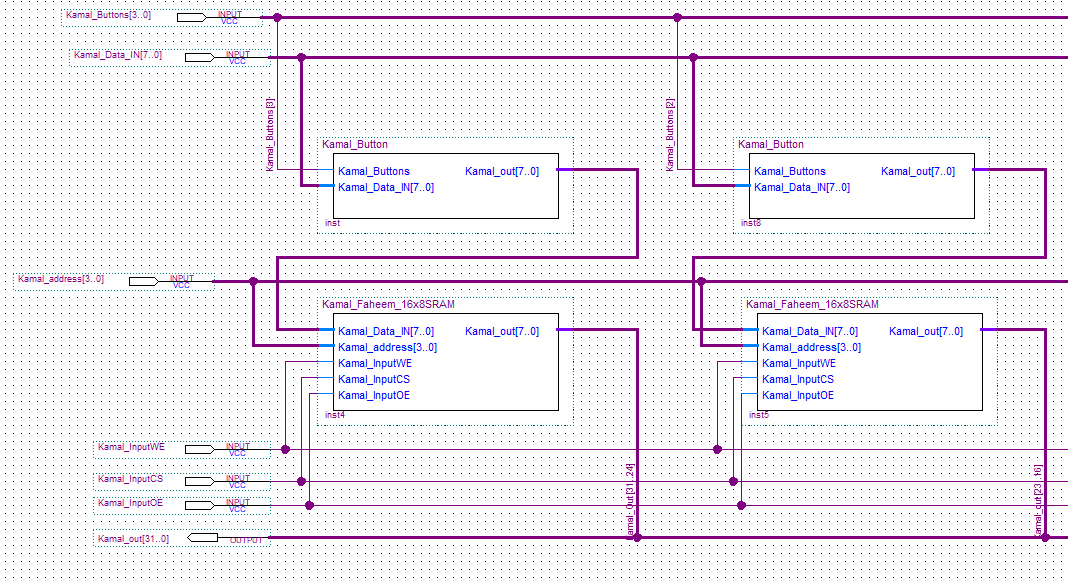 Kamal_Buttons[3..0] INPUT
VCC
Kamal_Data_IN[7..0] INPUT
VCC
Kamal_Buttons[3]
Kamal_Buttons[2]
Kamal_Button
Kamal_Buttons Kamal_out[7..0]
Kamal_Data_IN[7..0]
inst
Kamal_Button
Kamal_Buttons Kamal_out[7..0]
Kamal_Data_IN[7..0]
inst8
Kamal_address[3..0] INPUT
VCC
Kamal_Faheem_16x8SRAM
Kamal_Data_IN[7..0] Kamal_out[7..0]
Kamal_address[3..0]
Kamal_InputWE
Kamal_InputCS
Kamal_InputOE
inst4
Kamal_Faheem_16x8SRAM
Kamal_Data_IN[7..0] Kamal_out[7..0]
Kamal_address[3..0]
Kamal_InputWE
Kamal_InputCS
Kamal_InputOE
inst5
Kamal_InputWE INPUT
VCC
Kamal_InputCS INPUT
VCC
Kamal_InputOE INPUT
VCC
Kamal_Out[31..24]
Kamal_out[23..16]
Kamal_out[31..0] OUTPUT